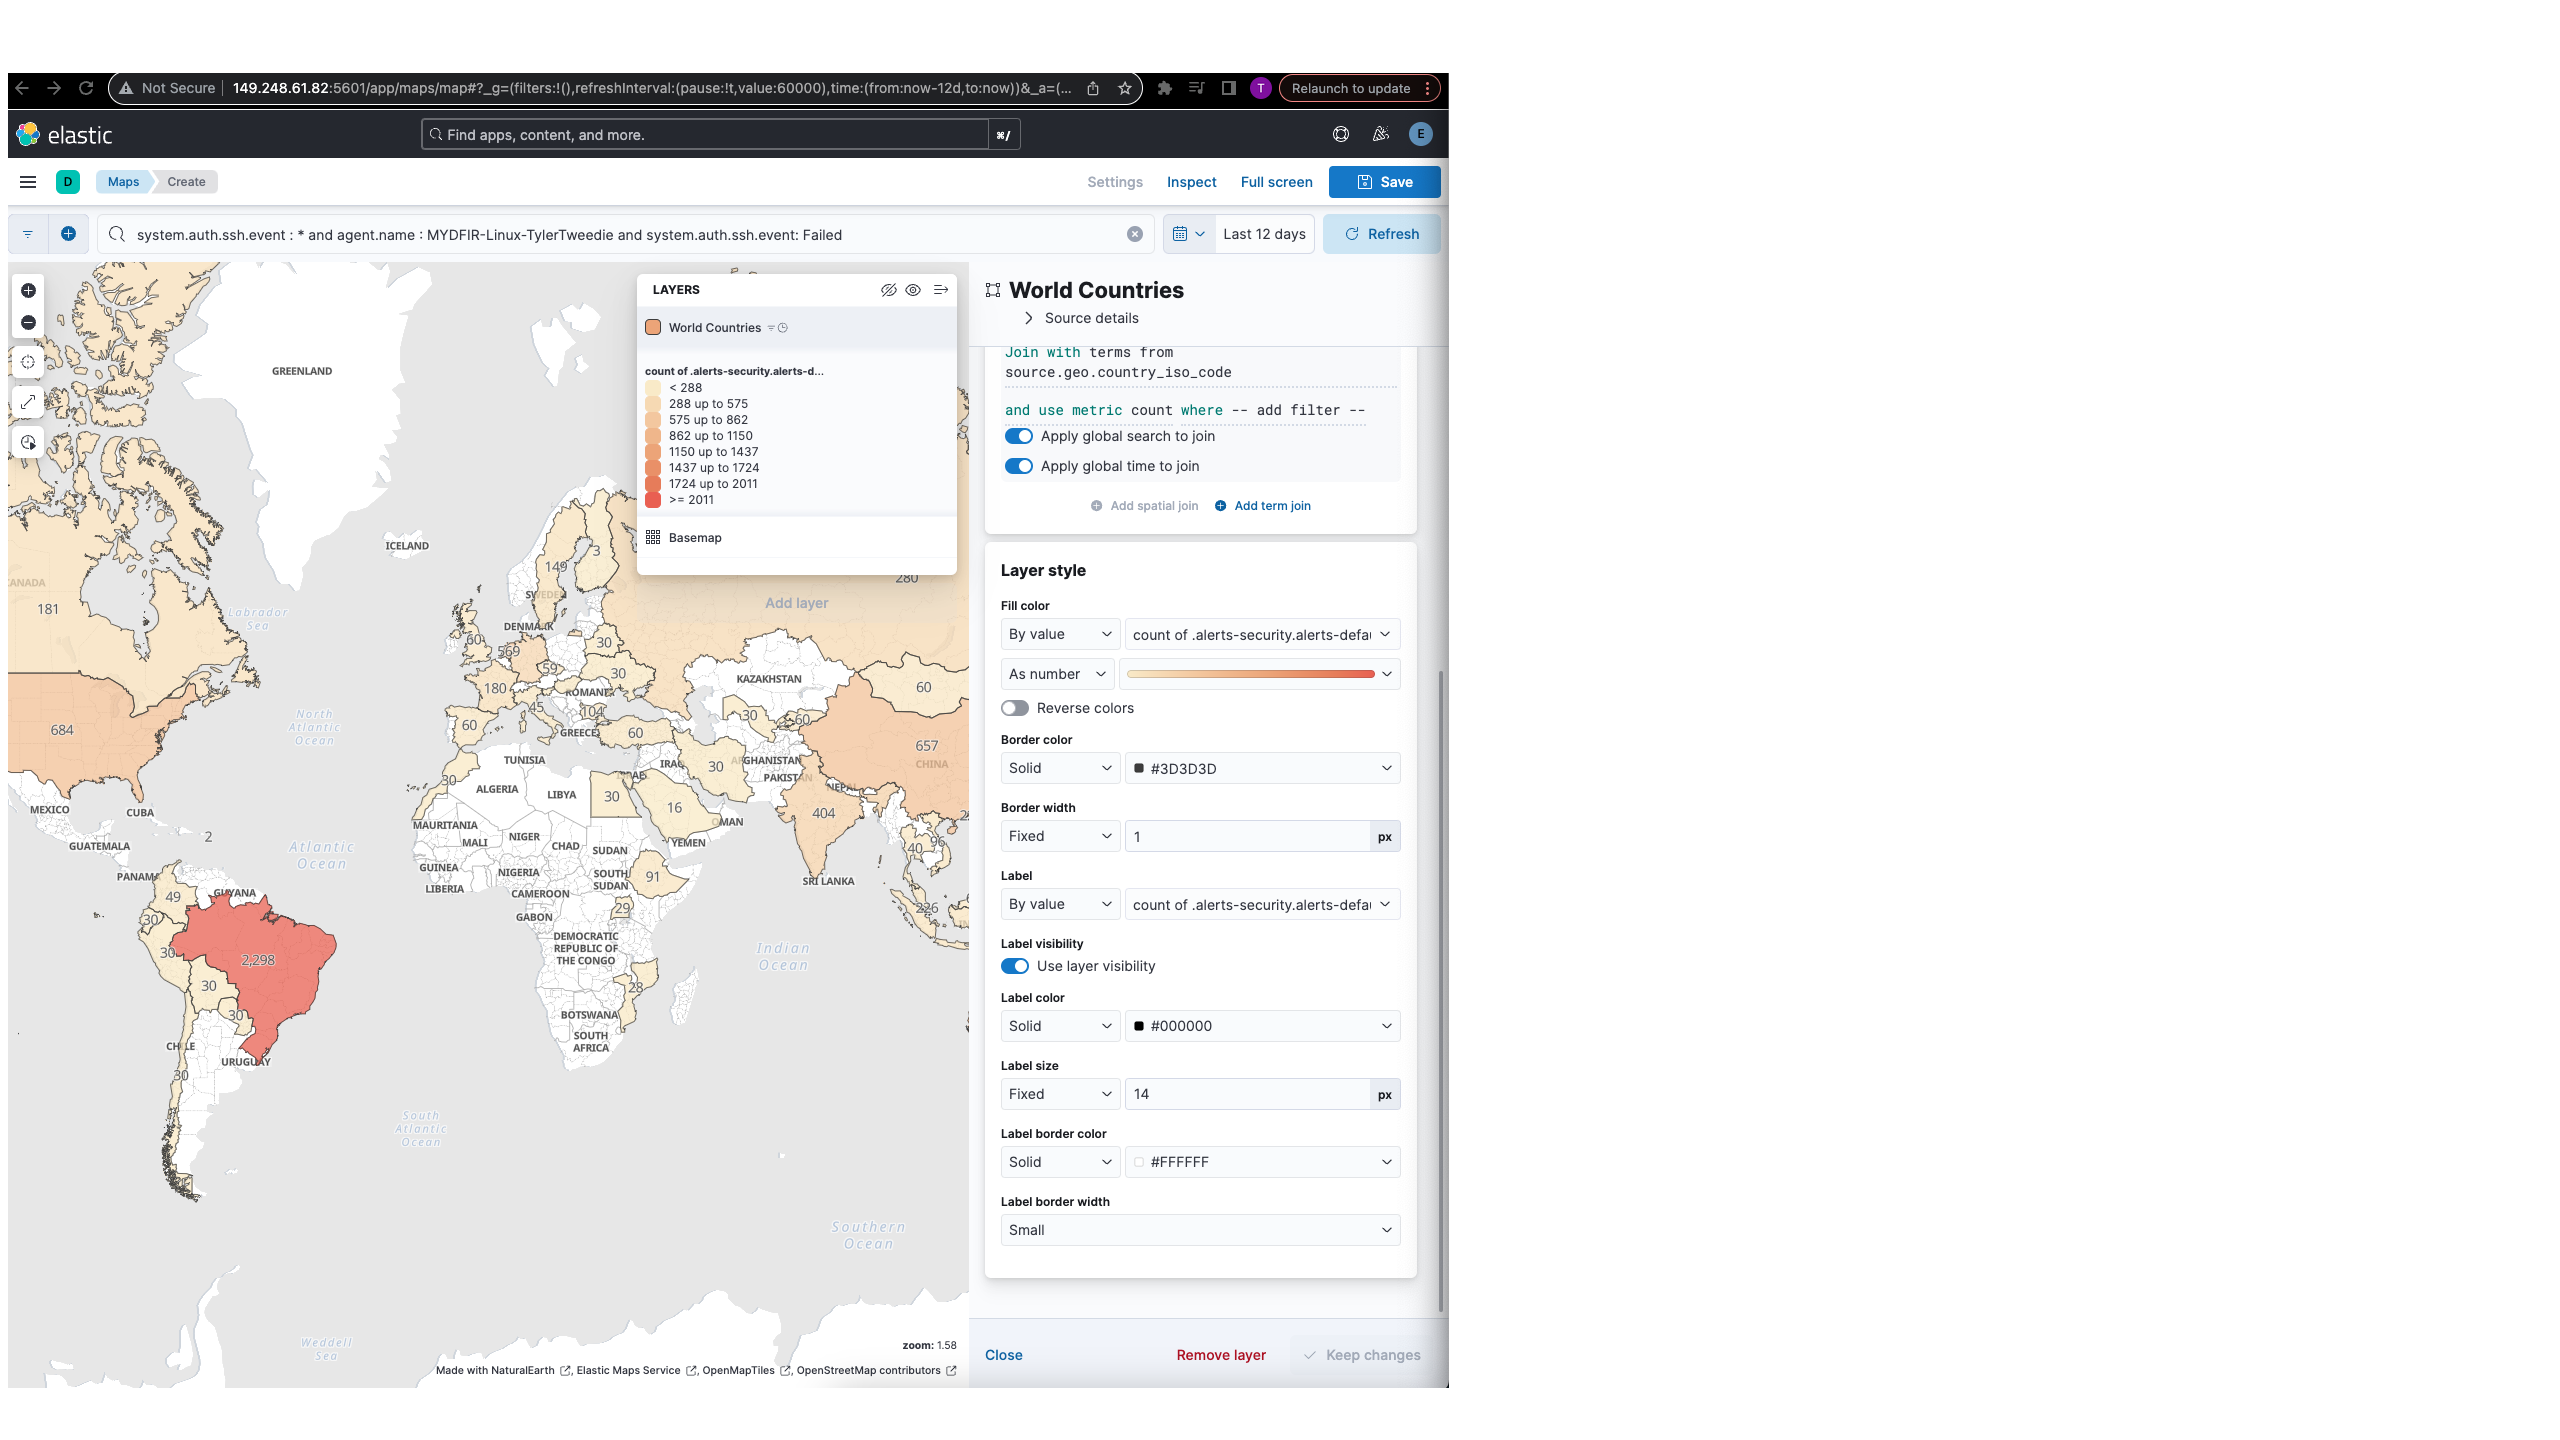 Not Secure
149.248.61.82:5601/app/maps/map#?_g=(filters:!(),refreshInterval:(pause:!t,value:60000),time:(from:now-12d,to:now))&_a=(...
T
Relaunch to update
elastic
Find apps, content, and more.
⌘/
E
D
Maps
Create
Settings
Inspect
Full screen
Save
system.auth.ssh.event : * and agent.name : MYDFIR-Linux-TylerTweedie and system.auth.ssh.event: Failed
Last 12 days
Refresh
LAYERS
World Countries
count of .alerts-security.alerts-d...
< 288
288 up to 575
575 up to 862
862 up to 1150
1150 up to 1437
1437 up to 1724
1724 up to 2011
>= 2011
Basemap
Add layer
GREENLAND
ICELAND
CANADA
181
Labrador
Sea
684
North
Atlantic
Ocean
MEXICO
CUBA
2
GUATEMALA
Atlantic
Ocean
PANAMA
GUYANA
49
30
30
2,298
30
30
CHILE
URUGUAY
30
South
Atlantic
Ocean
Weddell
Sea
3
149
SWEDEN
280
DENMARK
60
569
30
59
30
180
KAZAKHSTAN
60
45
104
30
60
60
GREECE
60
657
CHINA
TUNISIA
IRAQ
30
AFGHANISTAN
PAKISTAN
NEPAL
30
ALGERIA
LIBYA
30
16
404
OMAN
MAURITANIA
MALI
NIGER
CHAD
SUDAN
YEMEN
40
96
GUINEA
NIGERIA
SOUTH
SUDAN
91
SRI LANKA
LIBERIA
CAMEROON
GABON
29
226
DEMOCRATIC
REPUBLIC OF
THE CONGO
Indian
Ocean
28
BOTSWANA
SOUTH
AFRICA
Southern
Ocean
zoom: 1.58
Made with NaturalEarth , Elastic Maps Service , OpenMapTiles , OpenStreetMap contributors
World Countries
Source details
Join with terms from
source.geo.country_iso_code
and use metric count where -- add filter --
Apply global search to join
Apply global time to join
Add spatial join
Add term join
Layer style
Fill color
By value
count of .alerts-security.alerts-defau
As number
Reverse colors
Border color
Solid
#3D3D3D
Border width
Fixed
1
px
Label
By value
count of .alerts-security.alerts-defau
Label visibility
Use layer visibility
Label color
Solid
#000000
Label size
Fixed
14
px
Label border color
Solid
#FFFFFF
Label border width
Small
Close
Remove layer
Keep changes